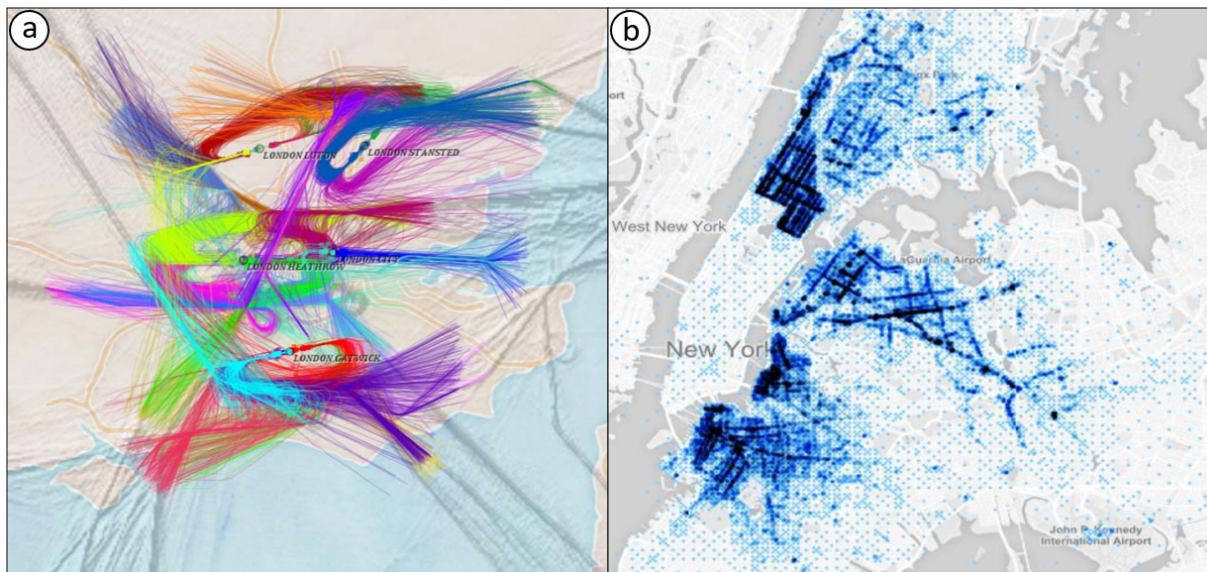 a
b
LONDON LUTON
LONDON STANSTED
LONDON HEATHROW
LONDON CITY
LONDON GATWICK
ort
West New York
LaGuardia Airport
New York
John F. Kennedy
International Airport